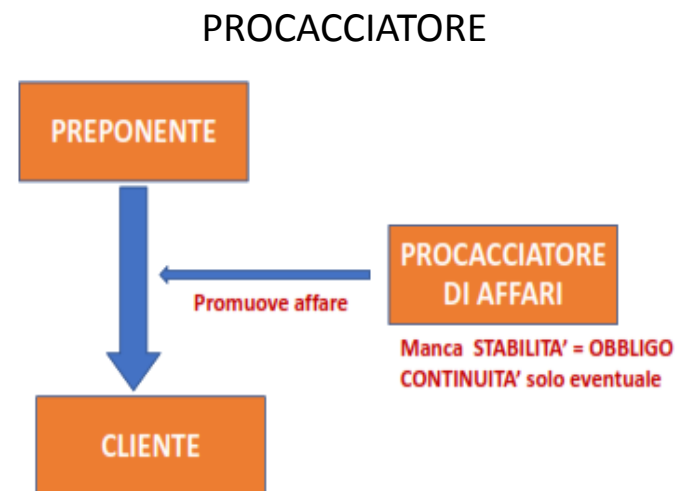 PROCACCIATORE
PREPONENTE
PROCACCIATORE
DI AFFARI
Promuove affare
Manca STABILITA' = OBBLIGO
CONTINUITA' solo eventuale
CLIENTE